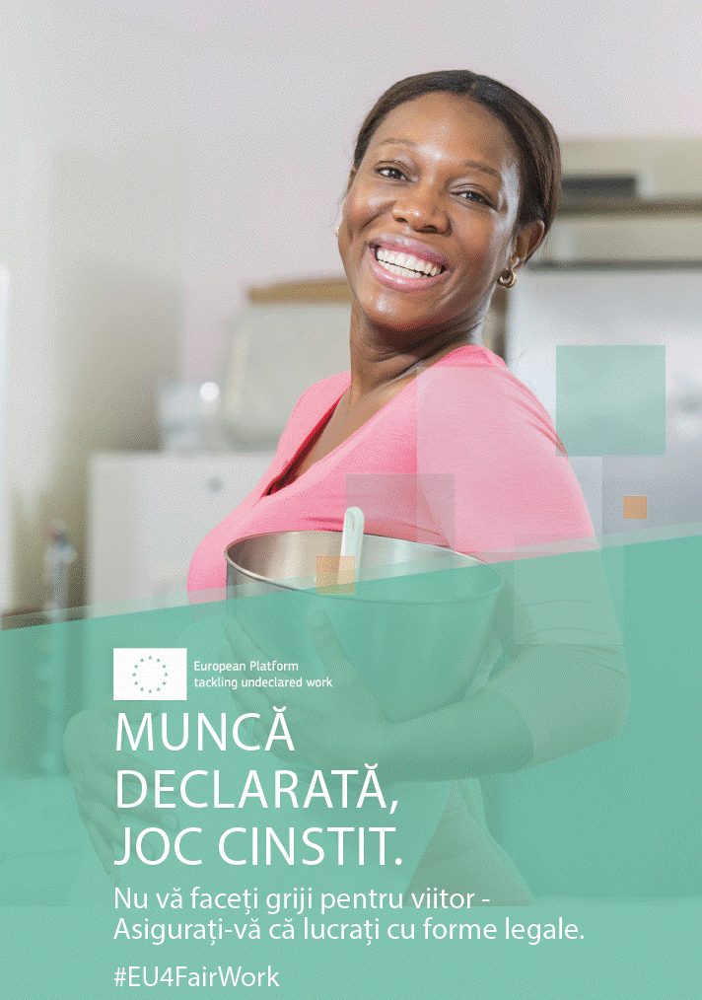 European Platform
tackling undeclared work
MUNCĂ
DECLARATĂ,
JOC CINSTIT.
Nu vă faceți griji pentru viitor -
Asigurați-vă că lucrați cu forme legale.
#EU4FairWork